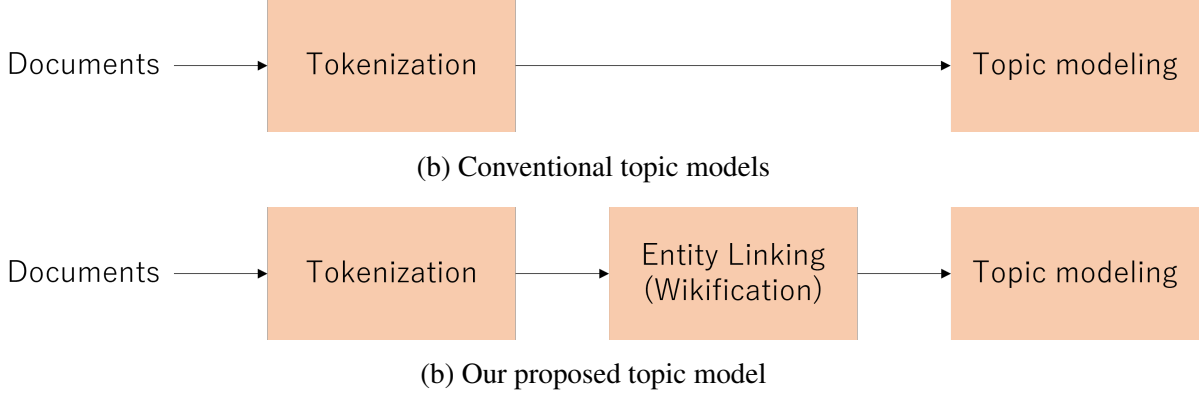 Documents
Tokenization
Topic modeling
(b) Conventional topic models
Documents
Tokenization
Entity Linking
(Wikification)
Topic modeling
(b) Our proposed topic model